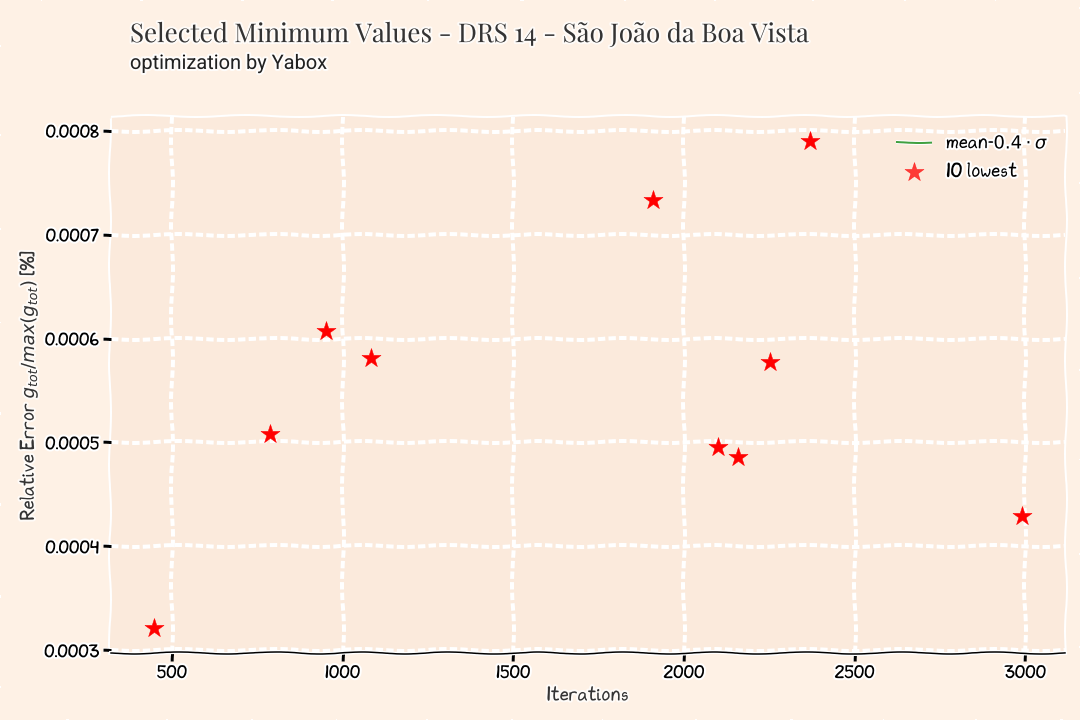 Selected Minimum Values - DRS 14 - São João da Boa Vista
optimization by Yabox
0.0008
0.0007
0.0006
0.0005
0.0004
0.0003
Relative Error g_tot/max(g_tot) [%]
mean-0.4 · σ
10 lowest
500 1000 1500 2000 2500 3000
Iterations